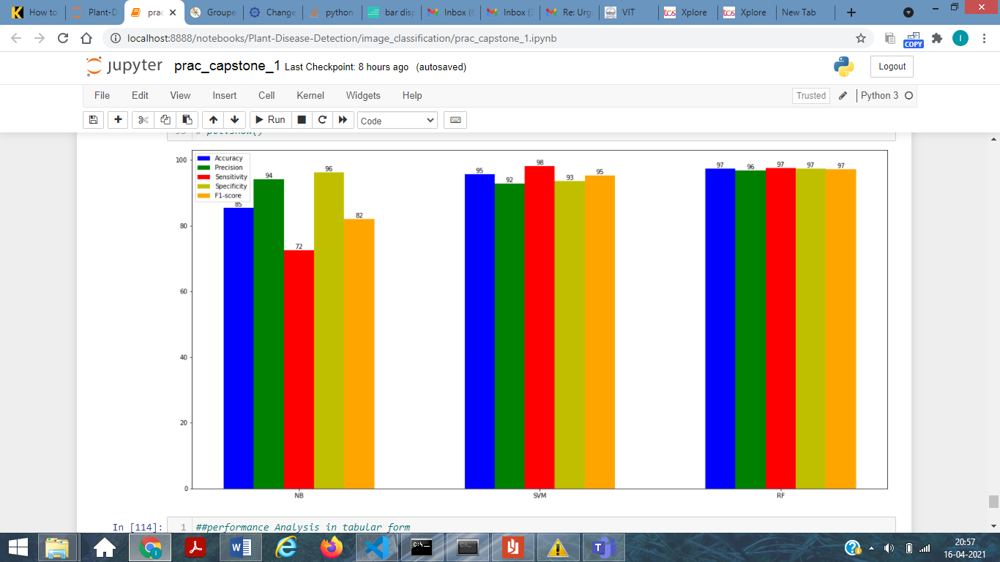 How to
Plant-D
prac
Groupe
Change
python
bar disp
Inbox (
Inbox (
Re: Urg
VIT
tcs Xplore
tcs Xplore
New Tab
localhost:8888/notebooks/Plant-Disease-Detection/image_classification/prac_capstone_1.ipynb
COPY
I
jupyter prac_capstone_1 Last Checkpoint: 8 hours ago (autosaved)
Logout
File Edit View Insert Cell Kernel Widgets Help
Trusted
Python 3
Run
Code
# plt.show()
Accuracy
Precision
Sensitivity
Specificity
F1-score
100
80
60
40
20
0
85 94 72 96 82
95 92 98 93 95
97 96 97 97 97
NB SVM RF
In [114]: 1 ##performance Analysis in tabular form
20:57
16-04-2021